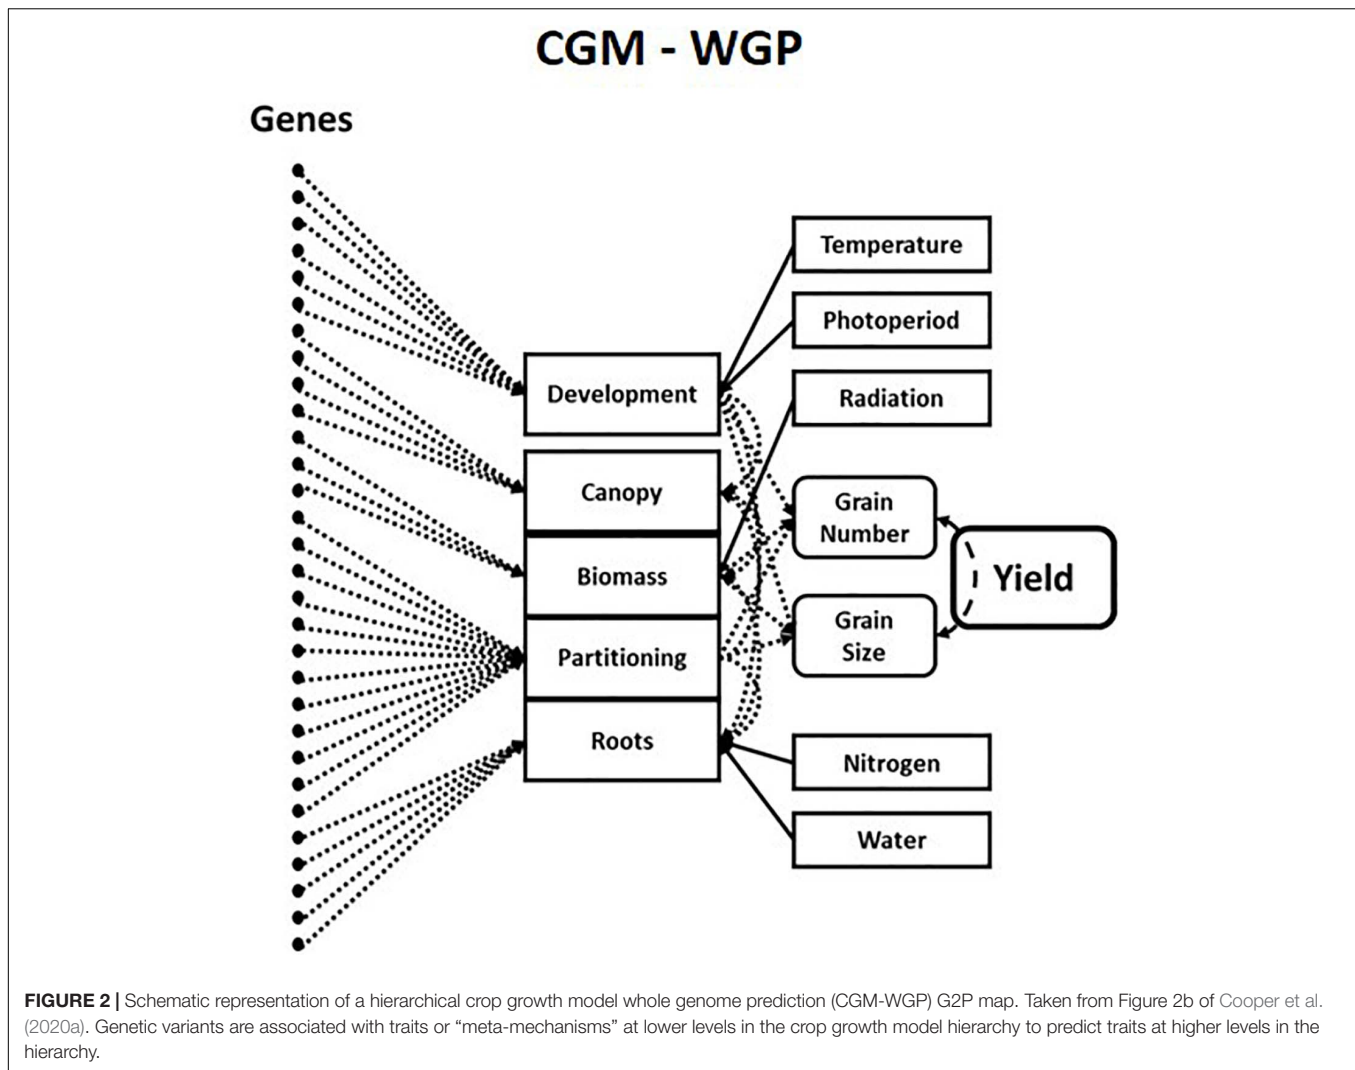 CGM - WGP
Genes
Temperature
Photoperiod
Radiation
Development
Canopy
Biomass
Partitioning
Roots
Grain
Number
Grain
Size
Yield
Nitrogen
Water
FIGURE 2 | Schematic representation of a hierarchical crop growth model whole genome prediction (CGM-WGP) G2P map. Taken from Figure 2b of Cooper et al.
(2020a). Genetic variants are associated with traits or “meta-mechanisms” at lower levels in the crop growth model hierarchy to predict traits at higher levels in the
hierarchy.